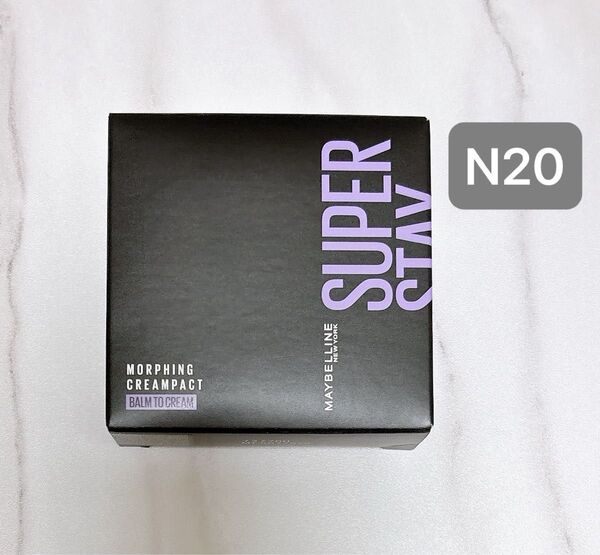 N20
SUPER
STAY
MAYBELLINE
NEW YORK
MORPHING
CREAMPACT
BALM TO CREAM